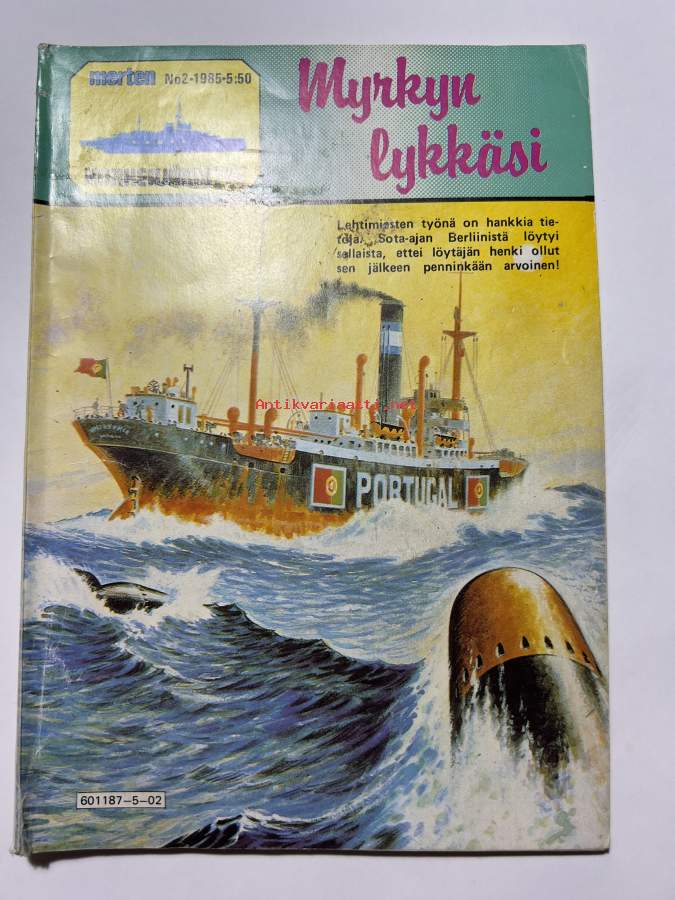 merten No2-1985-5:50
Myrkyn
lykkäsi
Lehtimiesten työnä on hankkia tie-
toja. Sota-ajan Berliinistä löytyi
sellaista, ettei löytäjän henki ollut
sen jälkeen penninkään arvoinen!
Antikvariaatti.net
PORTUGAL
601187-5-02